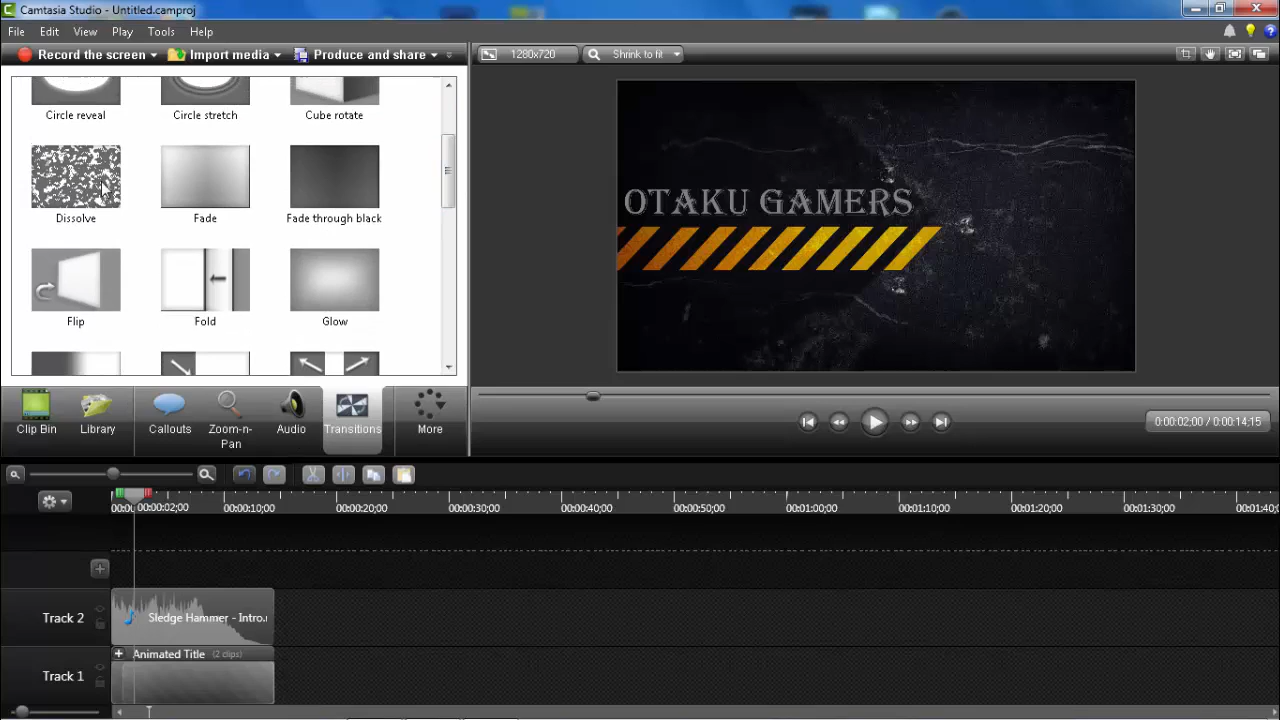 Camtasia Studio - Untitled.camproj
File Edit View Play Tools Help
Record the screen Import media Produce and share
1280x720 Shrink to fit
Circle reveal Circle stretch Cube rotate
Dissolve Fade Fade through black
Flip Fold Glow
OTAKU GAMERS
Clip Bin Library Callouts Zoom-n-Pan Audio Transitions More
0:00:02;00 / 0:00:14;15
00:00:02;00 00:00:10;00 00:00:20;00 00:00:30;00 00:00:40;00 00:00:50;00 00:01:00;00 00:01:10;00 00:01:20;00 00:01:30;00
Track 2 Sledge Hammer - Intro.
Animated Title (2 clips)
Track 1